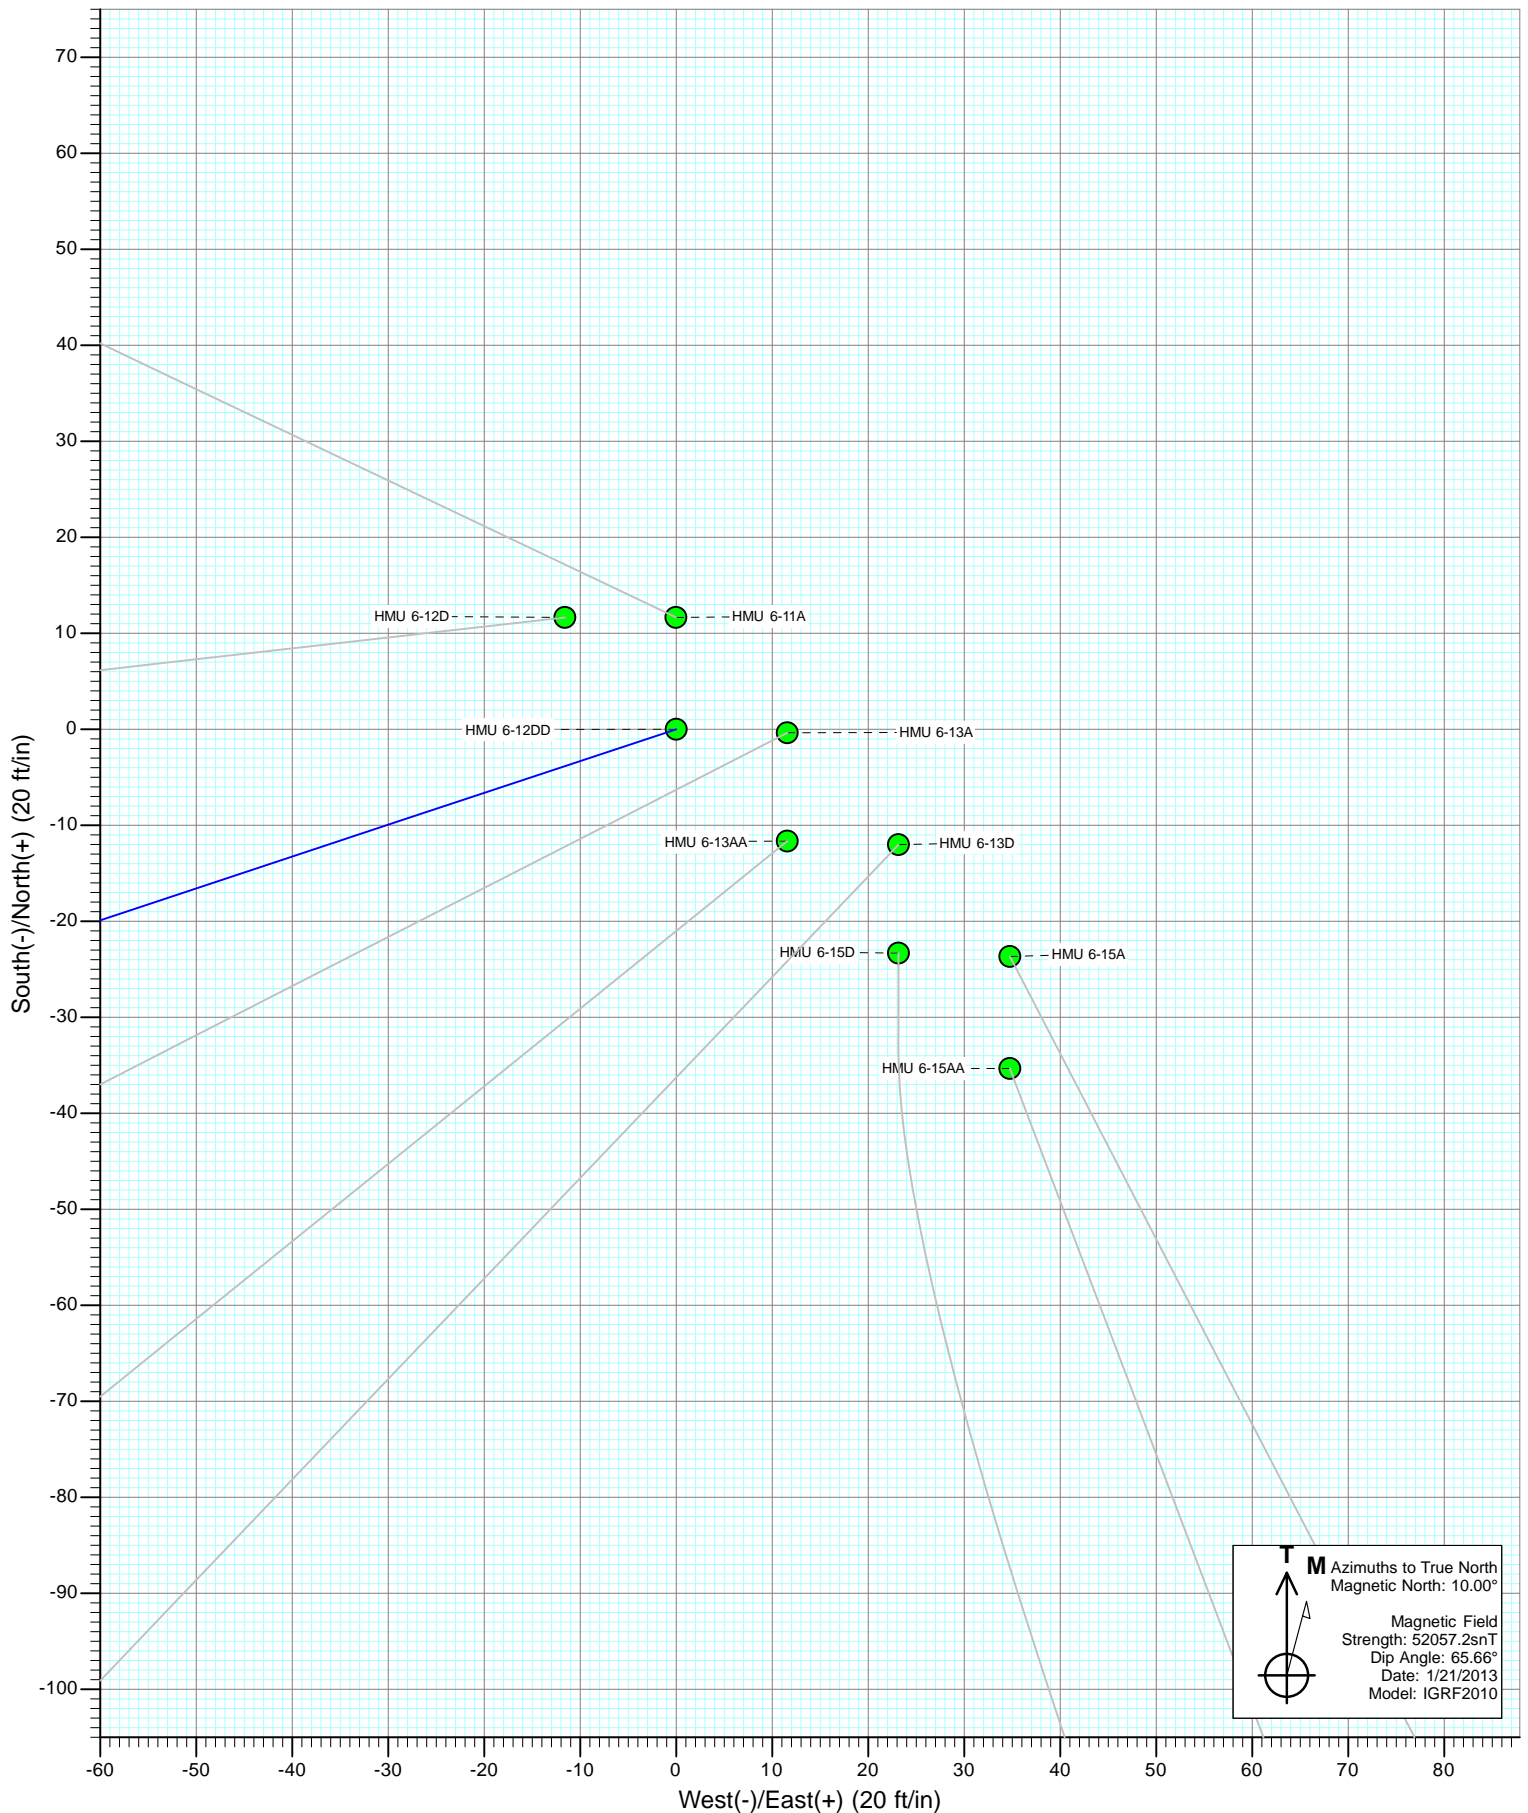 70
60
50
40
30
20
10
0
-10
-20
-30
-40
-50
-60
-70
-80
-90
-100
South(-)/North(+) (20 ft/in)
HMU 6-12D
HMU 6-11A
HMU 6-12DD
HMU 6-13A
HMU 6-13AA
HMU 6-13D
HMU 6-15D
HMU 6-15A
HMU 6-15AA
T
M
Azimuths to True North
Magnetic North: 10.00°
Magnetic Field
Strength: 52057.2snT
Dip Angle: 65.66°
Date: 1/21/2013
Model: IGRF2010
-60 -50 -40 -30 -20 -10 0 10 20 30 40 50 60 70 80
West(-)/East(+) (20 ft/in)